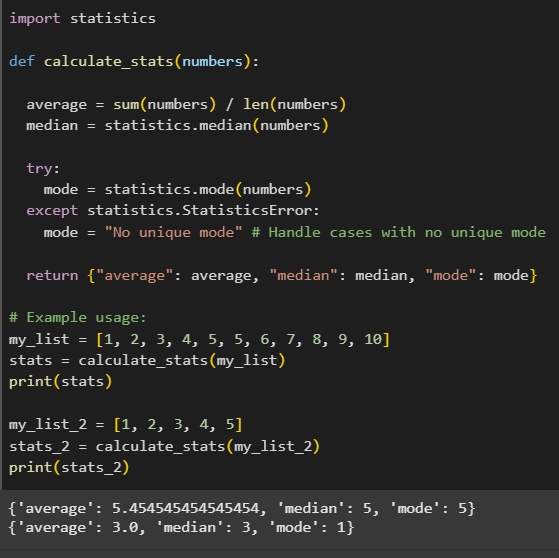 import statistics
def calculate_stats(numbers):
  average = sum(numbers) / len(numbers)
  median = statistics.median(numbers)
  try:
    mode = statistics.mode(numbers)
  except statistics.StatisticsError:
    mode = "No unique mode" # Handle cases with no unique mode
  return {"average": average, "median": median, "mode": mode}
# Example usage:
my_list = [1, 2, 3, 4, 5, 5, 6, 7, 8, 9, 10]
stats = calculate_stats(my_list)
print(stats)
my_list_2 = [1, 2, 3, 4, 5]
stats_2 = calculate_stats(my_list_2)
print(stats_2)
{'average': 5.454545454545454, 'median': 5, 'mode': 5}
{'average': 3.0, 'median': 3, 'mode': 1}